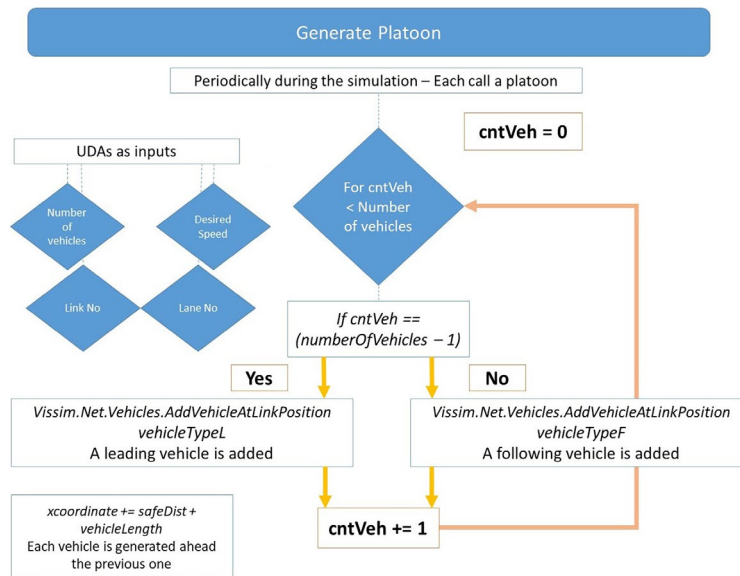 Generate Platoon
Periodically during the simulation – Each call a platoon
cntVeh = 0
UDAs as inputs
Number
of
vehicles
Desired
Speed
Link No
Lane No
For cntVeh
< Number
of vehicles
If cntVeh ==
(numberOfVehicles – 1)
Yes
No
Vissim.Net.Vehicles.AddVehicleAtLinkPosition
vehicleTypeL
A leading vehicle is added
Vissim.Net.Vehicles.AddVehicleAtLinkPosition
vehicleTypeF
A following vehicle is added
xcoordinate += safeDist +
vehicleLength
Each vehicle is generated ahead
the previous one
cntVeh += 1